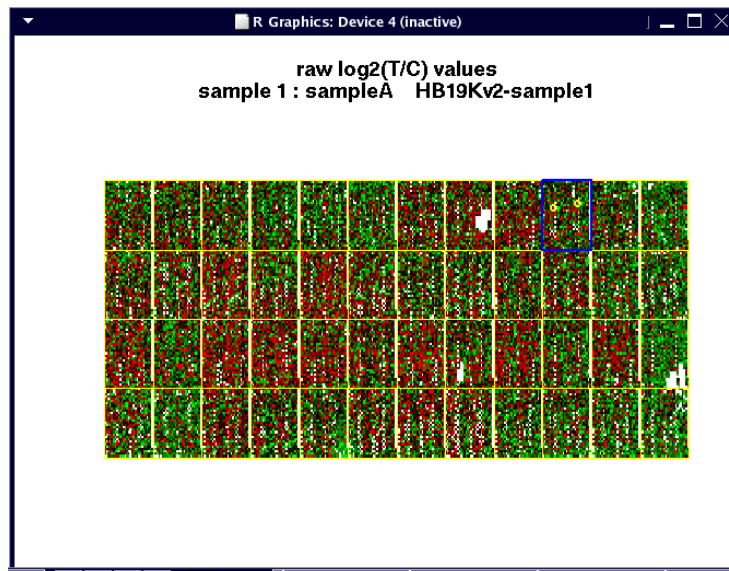 R Graphics: Device 4 (inactive)
raw log2(T/C) values
sample 1 : sampleA HB19Kv2-sample1